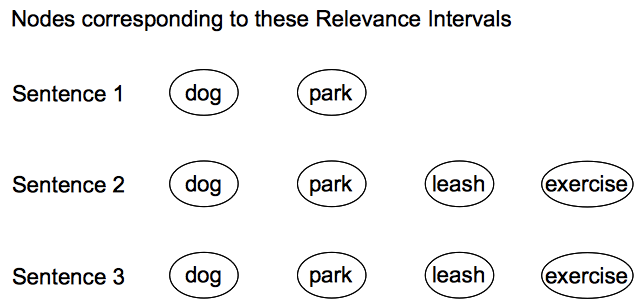 Nodes corresponding to these Relevance Intervals
Sentence 1 dog park
Sentence 2 dog park leash exercise
Sentence 3 dog park leash exercise